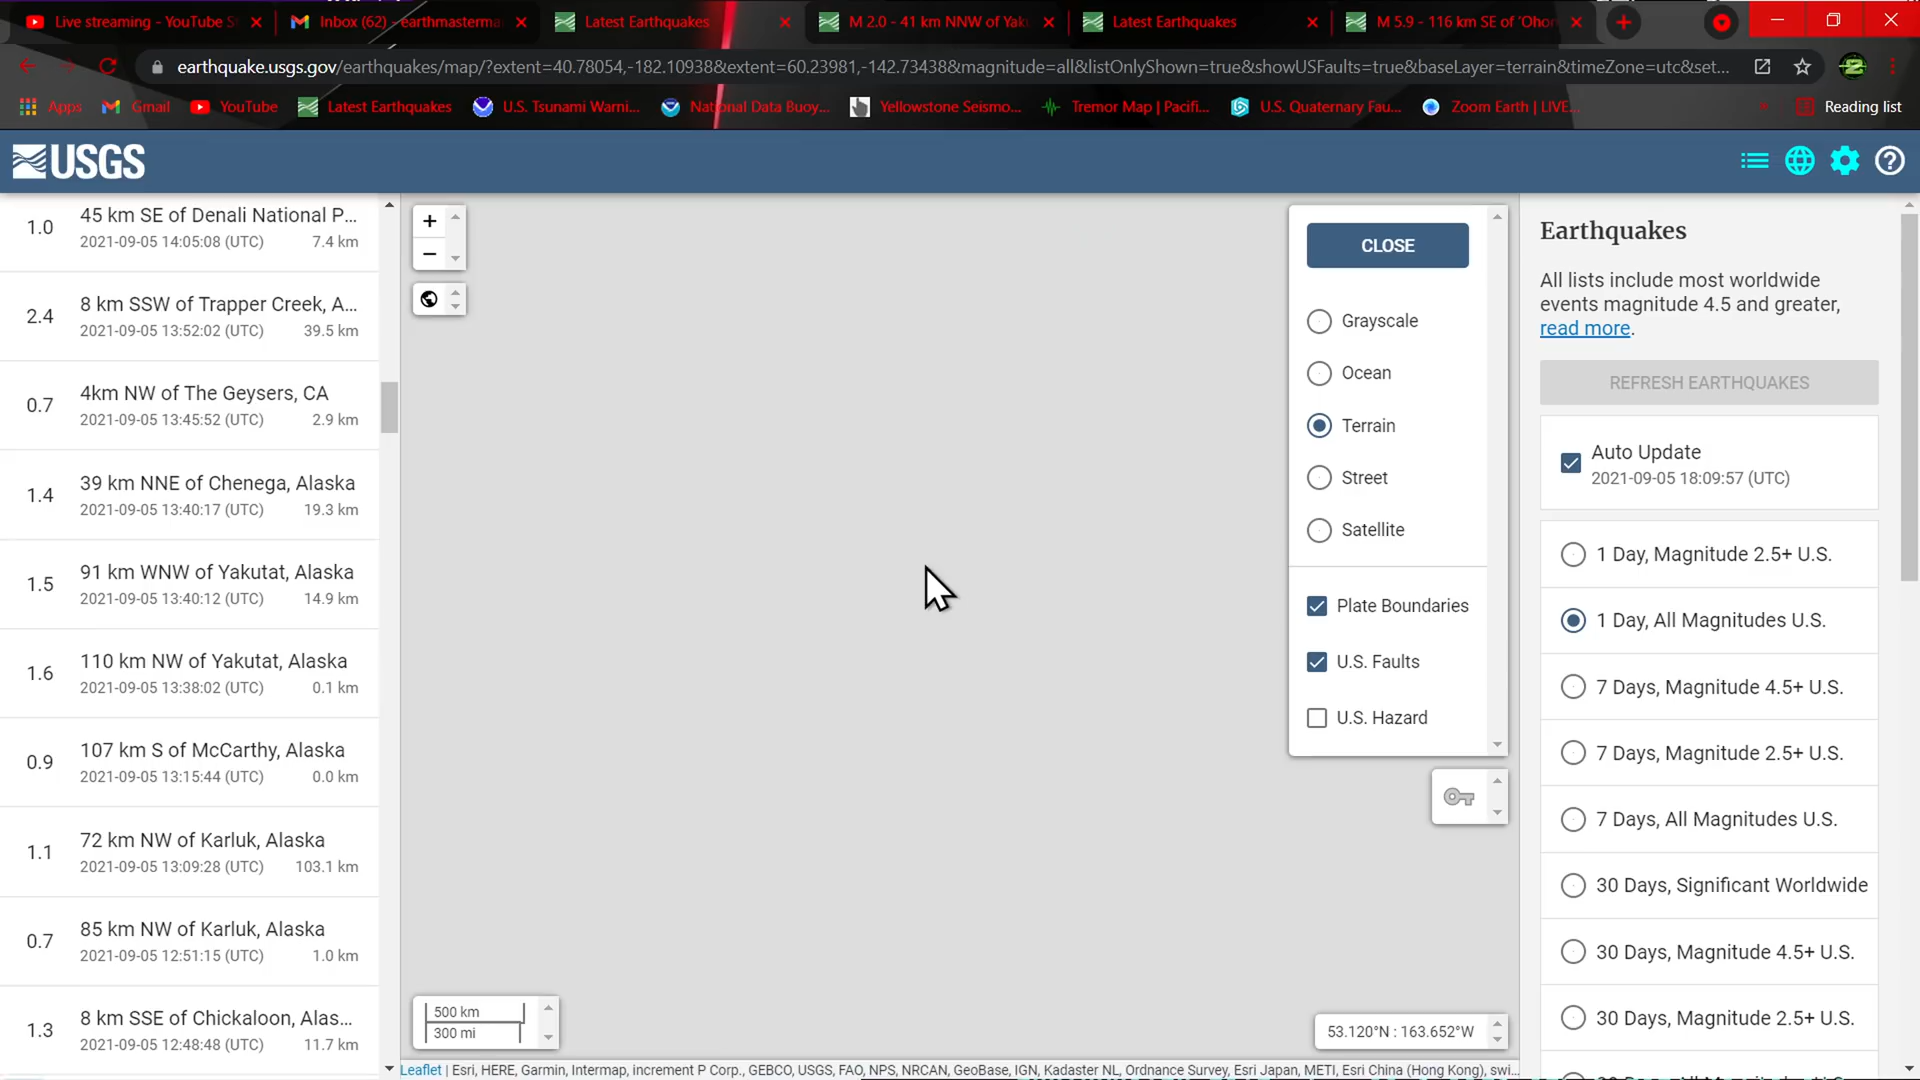 Live streaming - YouTube S
Inbox (62) - earthmasterma
Latest Earthquakes
M 2.0 - 41 km NNW of Yak
Latest Earthquakes
M 5.9 - 116 km SE of 'Ohon
earthquake.usgs.gov/earthquakes/map/?extent=40.78054,-182.10938&extent=60.23981,-142.73438&magnitude=all&listOnlyShown=true&showUSFaults=true&baseLayer=terrain&timeZone=utc&set...
Apps
Gmail
YouTube
Latest Earthquakes
U.S. Tsunami Warni...
National Data Buoy...
Yellowstone Seismo...
Tremor Map | Pacifi...
U.S. Quaternary Fau...
Zoom Earth | LIVE...
Reading list
USGS
1.0
45 km SE of Denali National P...
2021-09-05 14:05:08 (UTC) 7.4 km
2.4
8 km SSW of Trapper Creek, A...
2021-09-05 13:52:02 (UTC) 39.5 km
0.7
4km NW of The Geysers, CA
2021-09-05 13:45:52 (UTC) 2.9 km
1.4
39 km NNE of Chenega, Alaska
2021-09-05 13:40:17 (UTC) 19.3 km
1.5
91 km WNW of Yakutat, Alaska
2021-09-05 13:40:12 (UTC) 14.9 km
1.6
110 km NW of Yakutat, Alaska
2021-09-05 13:38:02 (UTC) 0.1 km
0.9
107 km S of McCarthy, Alaska
2021-09-05 13:15:44 (UTC) 0.0 km
1.1
72 km NW of Karluk, Alaska
2021-09-05 13:09:28 (UTC) 103.1 km
0.7
85 km NW of Karluk, Alaska
2021-09-05 12:51:15 (UTC) 1.0 km
1.3
8 km SSE of Chickaloon, Alas...
2021-09-05 12:48:48 (UTC) 11.7 km
+
−
500 km
300 mi
CLOSE
Grayscale
Ocean
Terrain
Street
Satellite
Plate Boundaries
U.S. Faults
U.S. Hazard
53.120°N : 163.652°W
Leaflet | Esri, HERE, Garmin, Intermap, increment P Corp., GEBCO, USGS, FAO, NPS, NRCAN, GeoBase, IGN, Kadaster NL, Ordnance Survey, Esri Japan, METI, Esri China (Hong Kong), swi...
Earthquakes
All lists include most worldwide
events magnitude 4.5 and greater,
read more.
REFRESH EARTHQUAKES
Auto Update
2021-09-05 18:09:57 (UTC)
1 Day, Magnitude 2.5+ U.S.
1 Day, All Magnitudes U.S.
7 Days, Magnitude 4.5+ U.S.
7 Days, Magnitude 2.5+ U.S.
7 Days, All Magnitudes U.S.
30 Days, Significant Worldwide
30 Days, Magnitude 4.5+ U.S.
30 Days, Magnitude 2.5+ U.S.